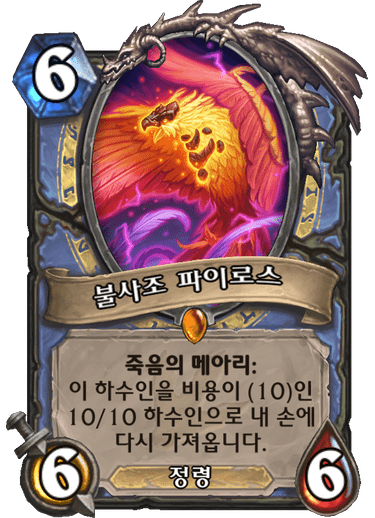 6
불사조 파이로스
죽음의 메아리:
이 하수인을 비용이 (10)인
10/10 하수인으로 내 손에
다시 가져옵니다.
6
정령
6